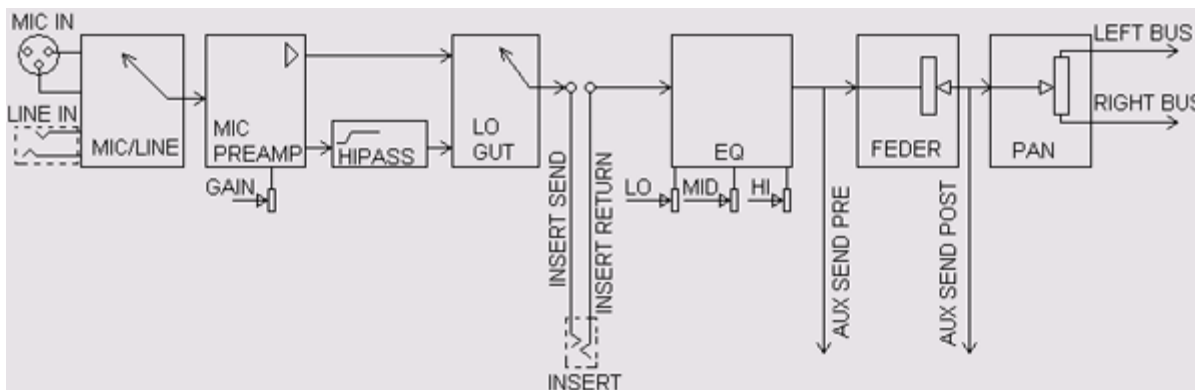 MIC IN
LINE IN
MIC/LINE
MIC
PREAMP
GAIN
HIPASS
LO
GUT
INSERT SEND
INSERT RETURN
INSERT
EQ
LO
MID
HI
AUX SEND PRE
FEDER
AUX SEND POST
PAN
LEFT BUS
RIGHT BUS